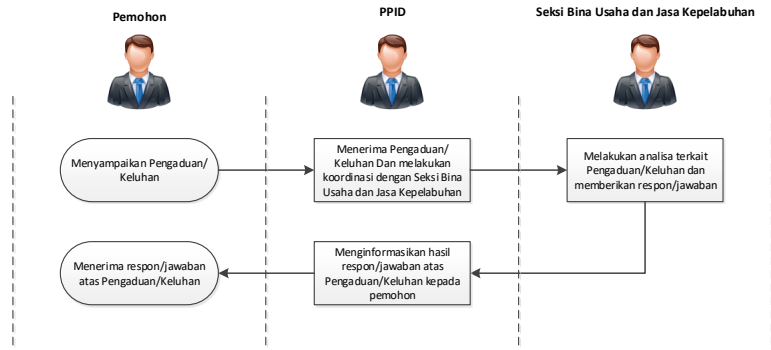 Pemohon
PPID
Seksi Bina Usaha dan Jasa Kepelabuhan
Menyampaikan Pengaduan/
Keluhan
Menerima Pengaduan/
Keluhan Dan melakukan
koordinasi dengan Seksi Bina
Usaha dan Jasa Kepelabuhan
Melakukan analisa terkait
Pengaduan/Keluhan dan
memberikan respon/jawaban
Menginformasikan hasil
respon/jawaban atas
Pengaduan/Keluhan kepada
pemohon
Menerima respon/jawaban
atas Pengaduan/Keluhan